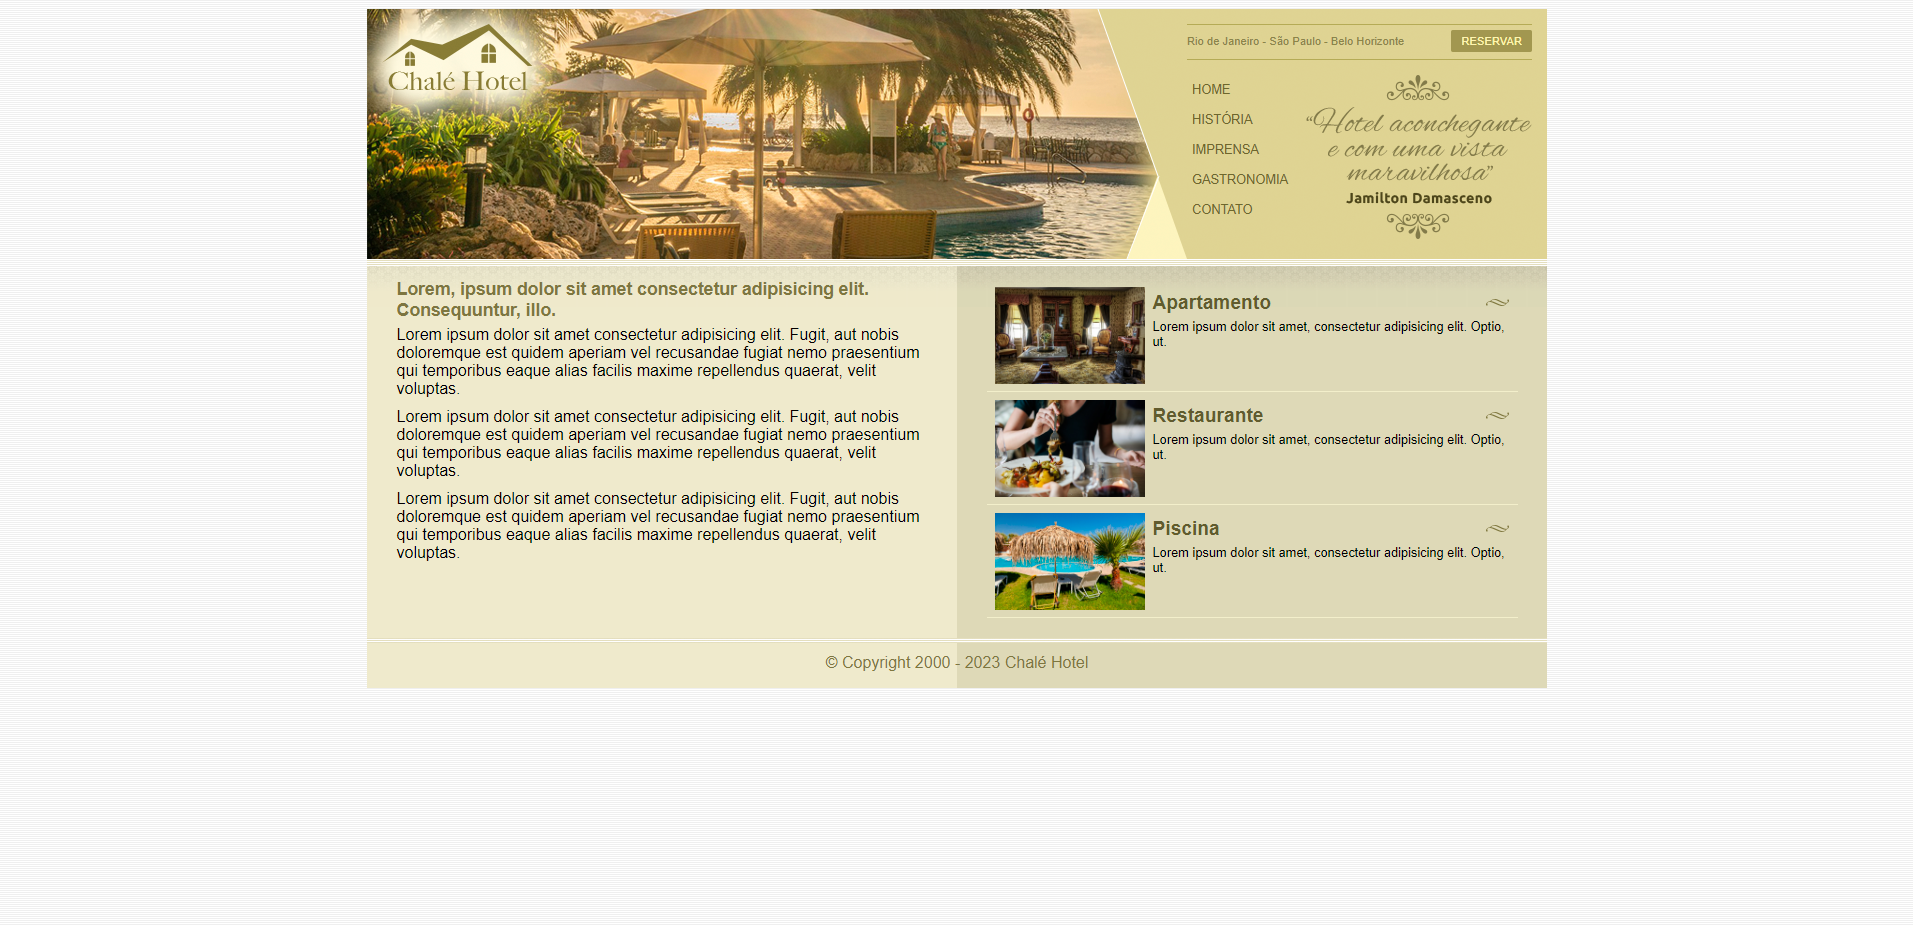 Chalé Hotel
Rio de Janeiro - São Paulo - Belo Horizonte
RESERVAR
HOME
HISTÓRIA
IMPRENSA
GASTRONOMIA
CONTATO
“Hotel aconchegante
e com uma vista
maravilhosa”
Jamilton Damasceno
Lorem, ipsum dolor sit amet consectetur adipisicing elit.
Consequuntur, illo.
Lorem ipsum dolor sit amet consectetur adipisicing elit. Fugit, aut nobis
doloremque est quidem aperiam vel recusandae fugiat nemo praesentium
qui temporibus eaque alias facilis maxime repellendus quaerat, velit
voluptas.
Lorem ipsum dolor sit amet consectetur adipisicing elit. Fugit, aut nobis
doloremque est quidem aperiam vel recusandae fugiat nemo praesentium
qui temporibus eaque alias facilis maxime repellendus quaerat, velit
voluptas.
Lorem ipsum dolor sit amet consectetur adipisicing elit. Fugit, aut nobis
doloremque est quidem aperiam vel recusandae fugiat nemo praesentium
qui temporibus eaque alias facilis maxime repellendus quaerat, velit
voluptas.
Apartamento
Lorem ipsum dolor sit amet, consectetur adipisicing elit. Optio,
ut.
Restaurante
Lorem ipsum dolor sit amet, consectetur adipisicing elit. Optio,
ut.
Piscina
Lorem ipsum dolor sit amet, consectetur adipisicing elit. Optio,
ut.
© Copyright 2000 - 2023 Chalé Hotel